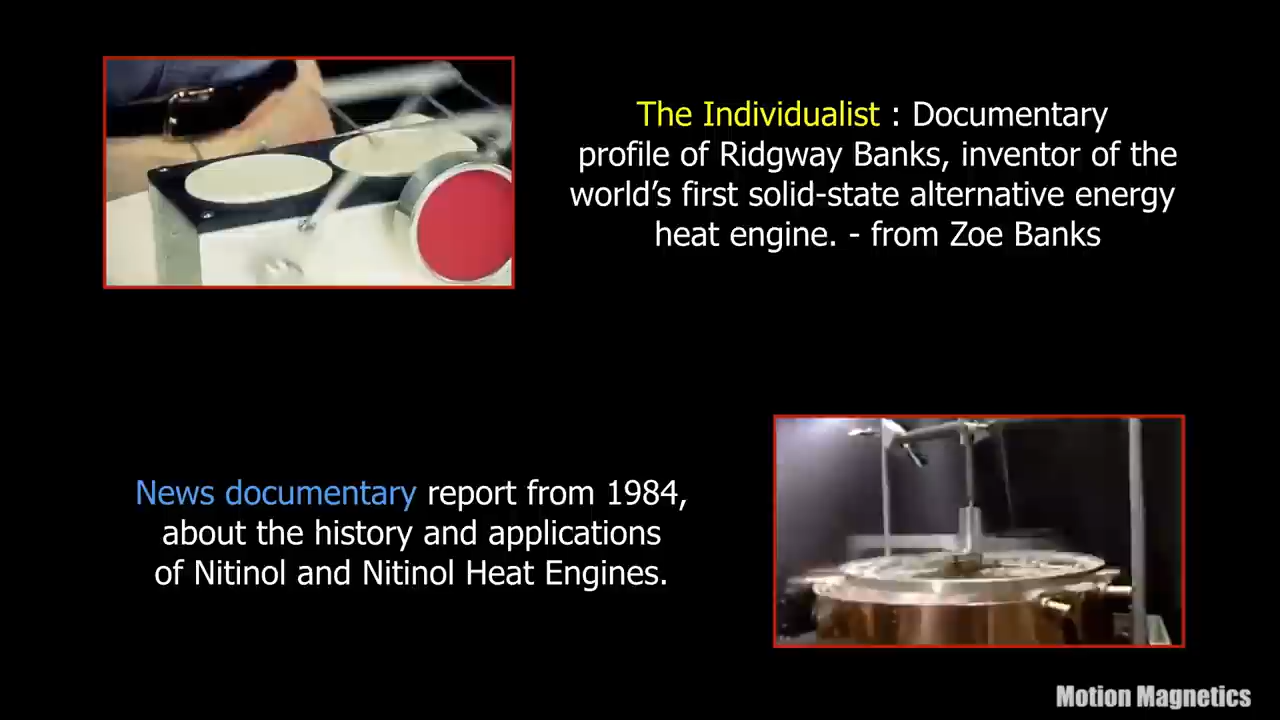 The Individualist : Documentary
profile of Ridgway Banks, inventor of the
world’s first solid-state alternative energy
heat engine. - from Zoe Banks
News documentary report from 1984,
about the history and applications
of Nitinol and Nitinol Heat Engines.
Motion Magnetics